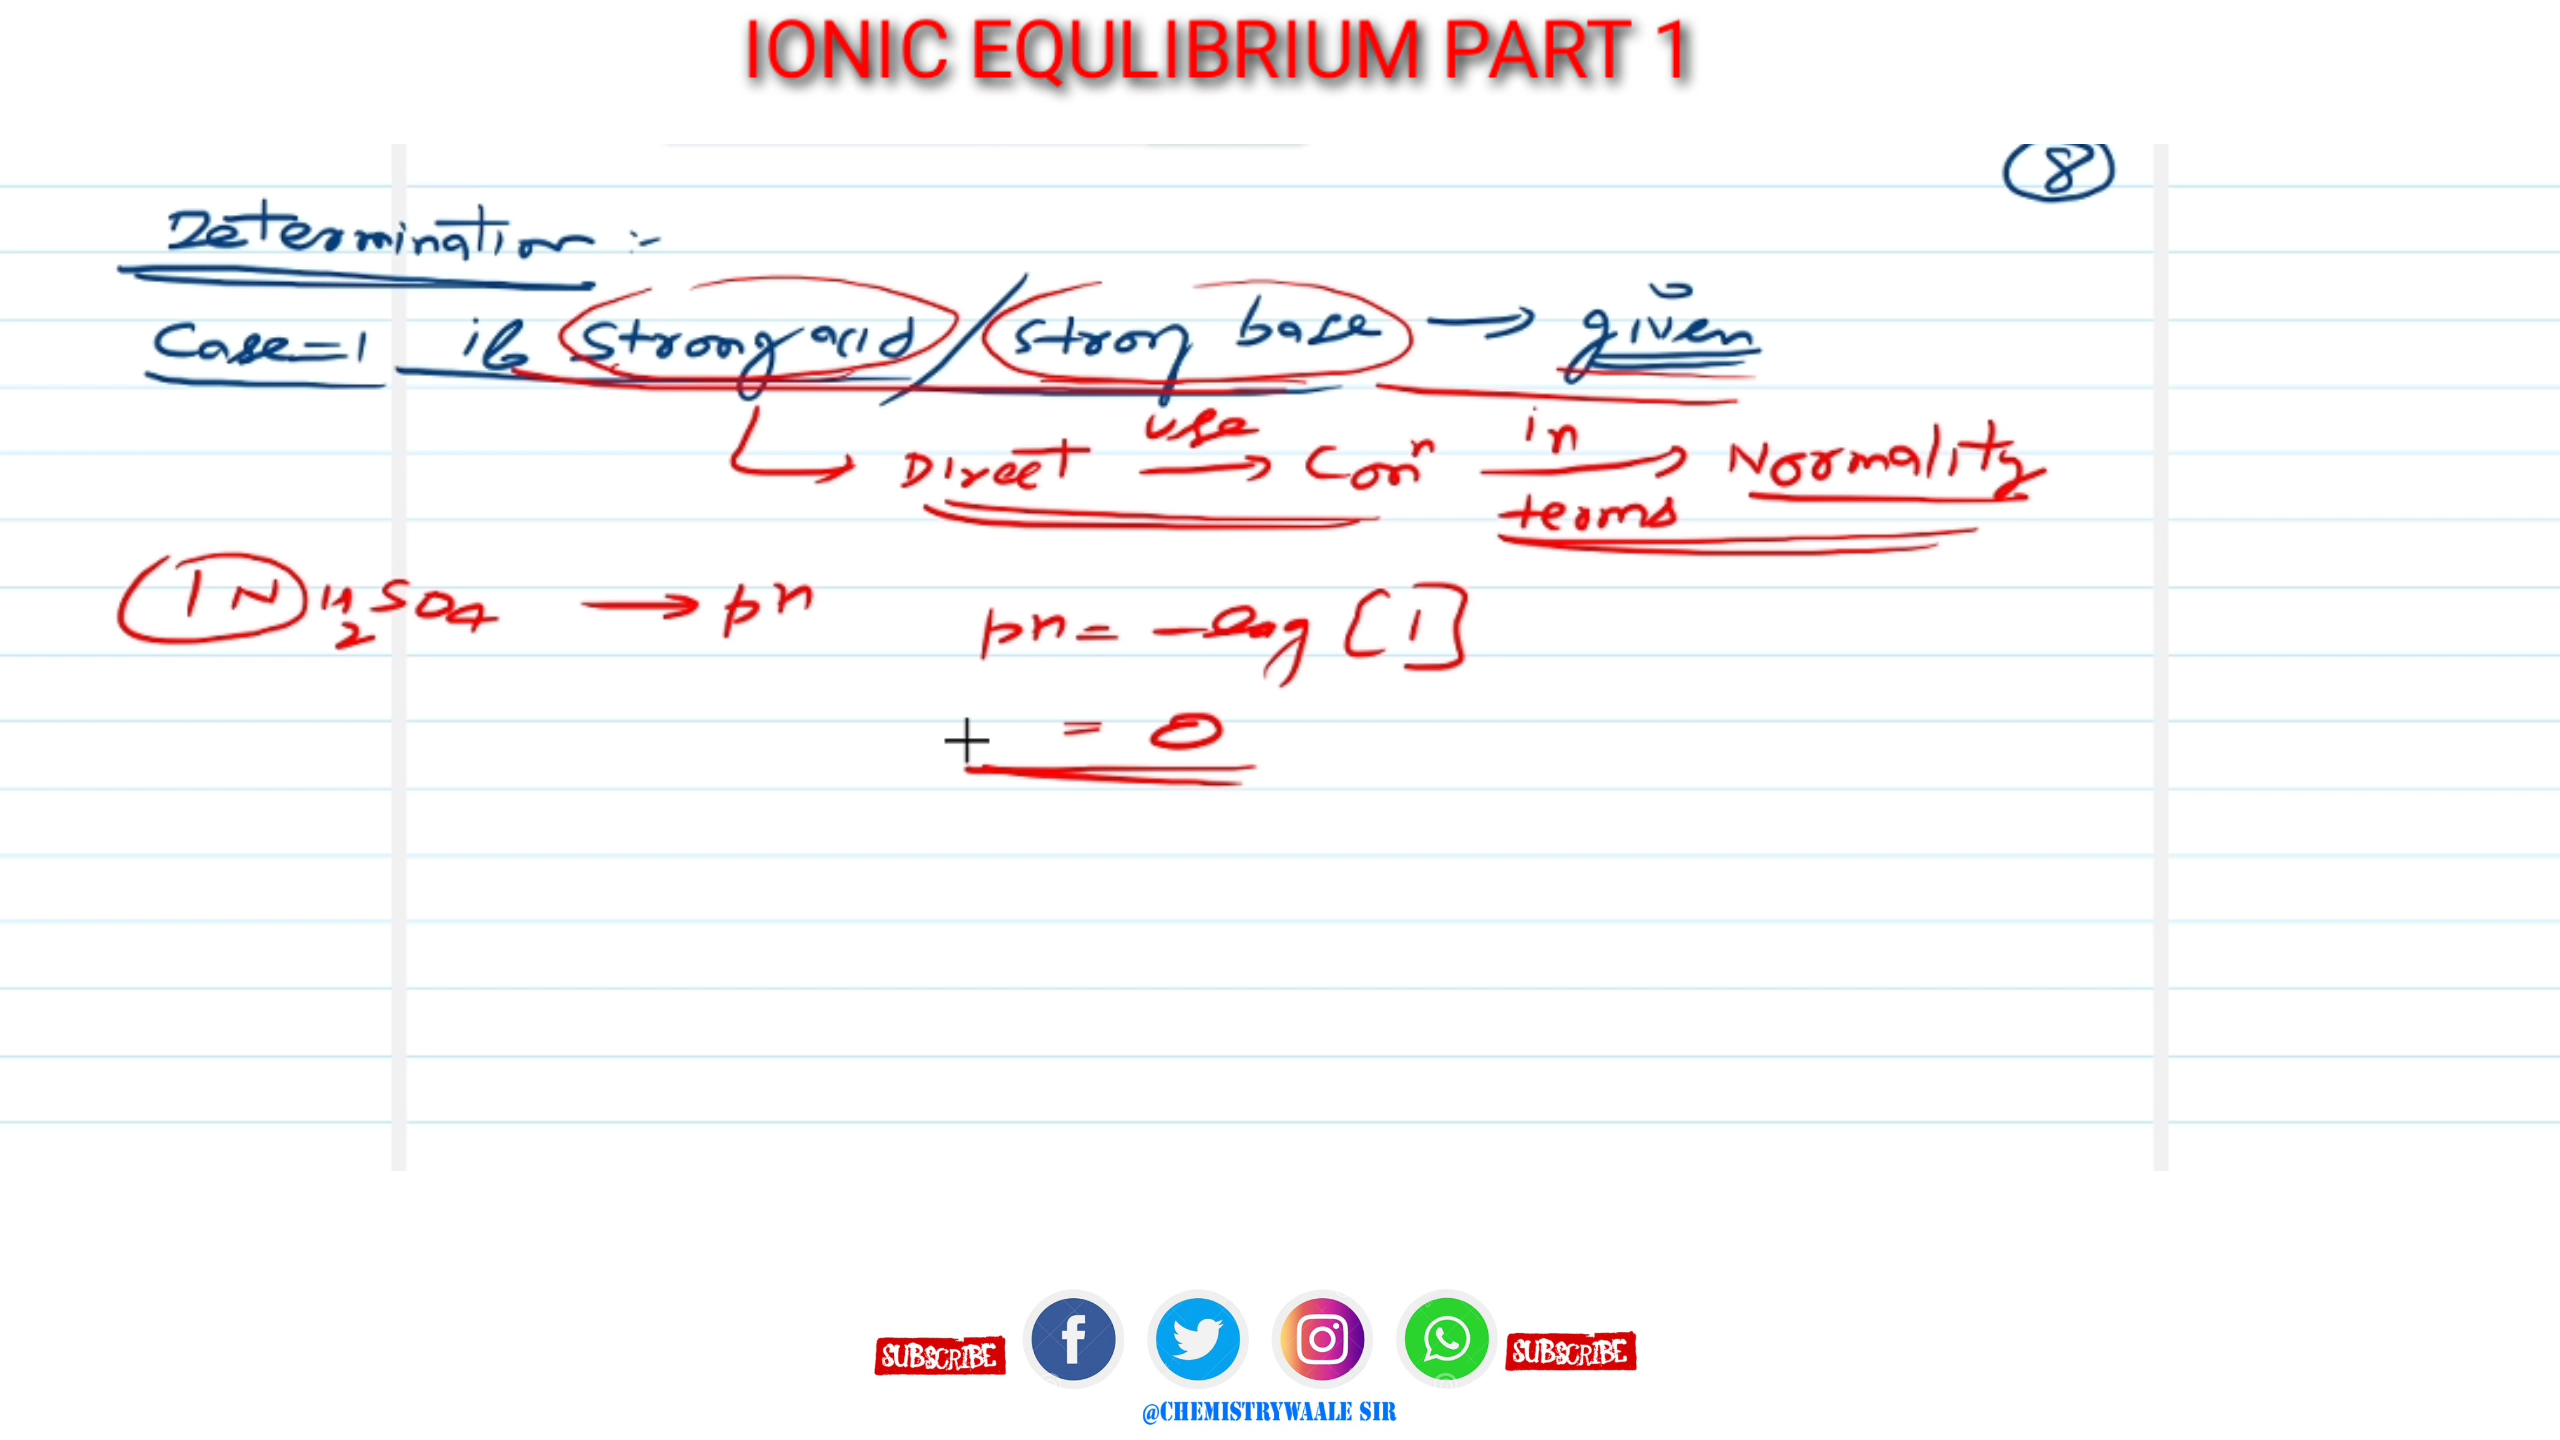 IONIC EQULIBRIUM PART 1
8
Determination :-
Case=1 if Strong acid / Strong base → given
Direct use → Conⁿ in terms → Normality
1N H₂SO₄ → pH pH = -log [1]
= 0
SUBSCRIBE SUBSCRIBE
@CHEMISTRYWAALE SIR